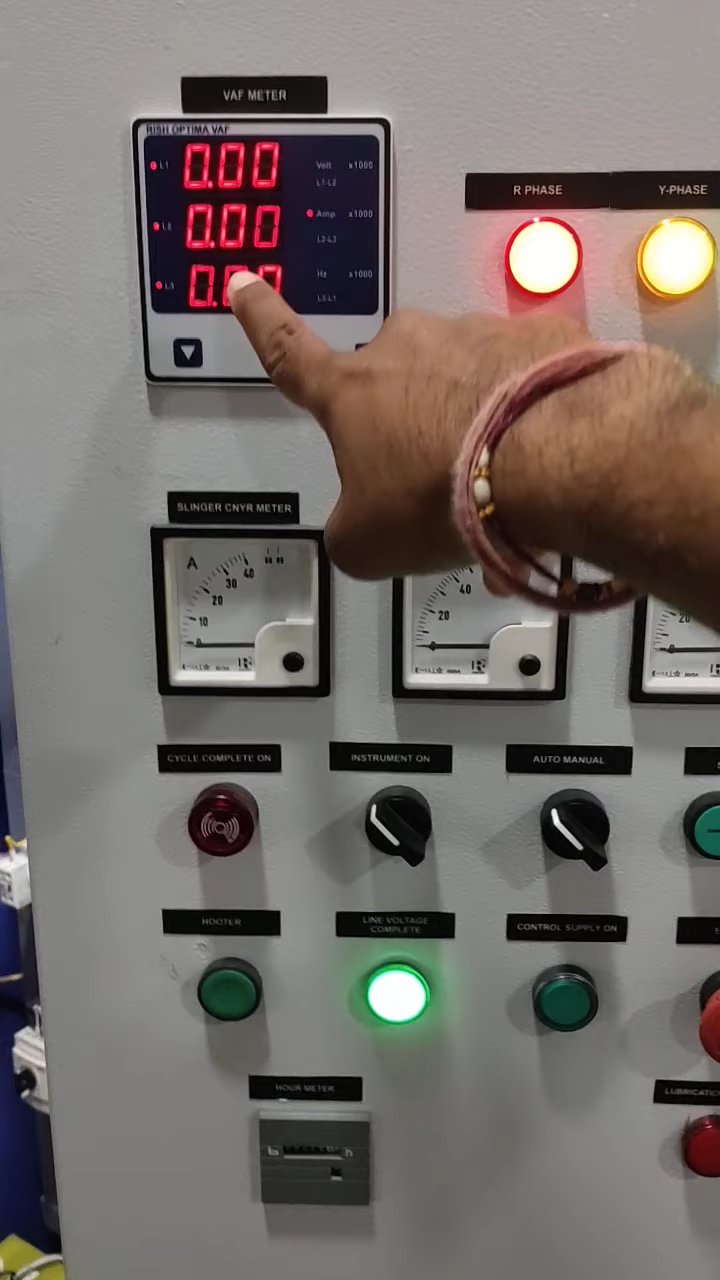 VAF METER
RISH OPTIMA VAF
L1 0.00 Volt x1000
L1-L2
L2 0.00 Amp x1000
L2-L3
L3 Hz x1000
L3-L1
R PHASE
Y-PHASE
SLINGER CNYR METER
A
0 10 20 30 40
20 40
20
CYCLE COMPLETE ON
INSTRUMENT ON
AUTO MANUAL
HOOTER
LINE VOLTAGE
COMPLETE
CONTROL SUPPLY ON
HOUR METER
h